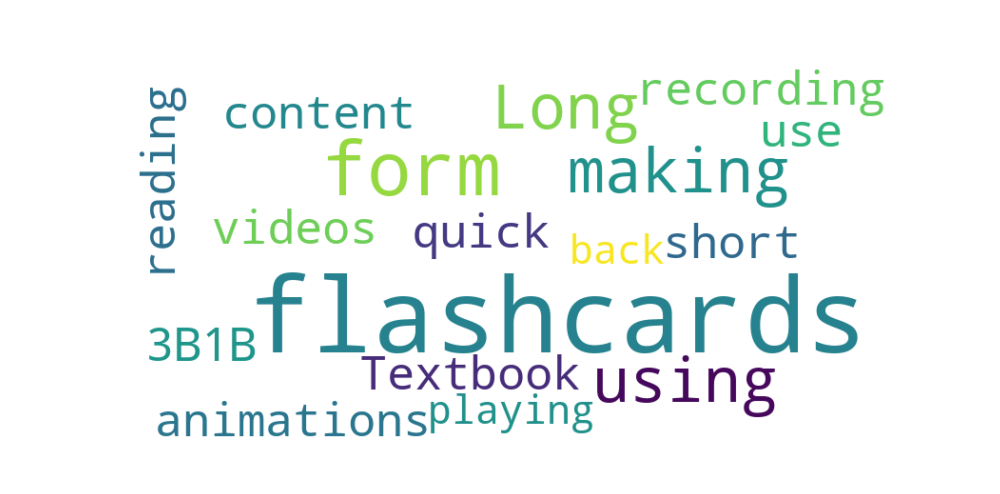 reading
content
Long
recording
use
form
making
videos
quick
back
short
flashcards
3B1B
Textbook
using
animations
playing